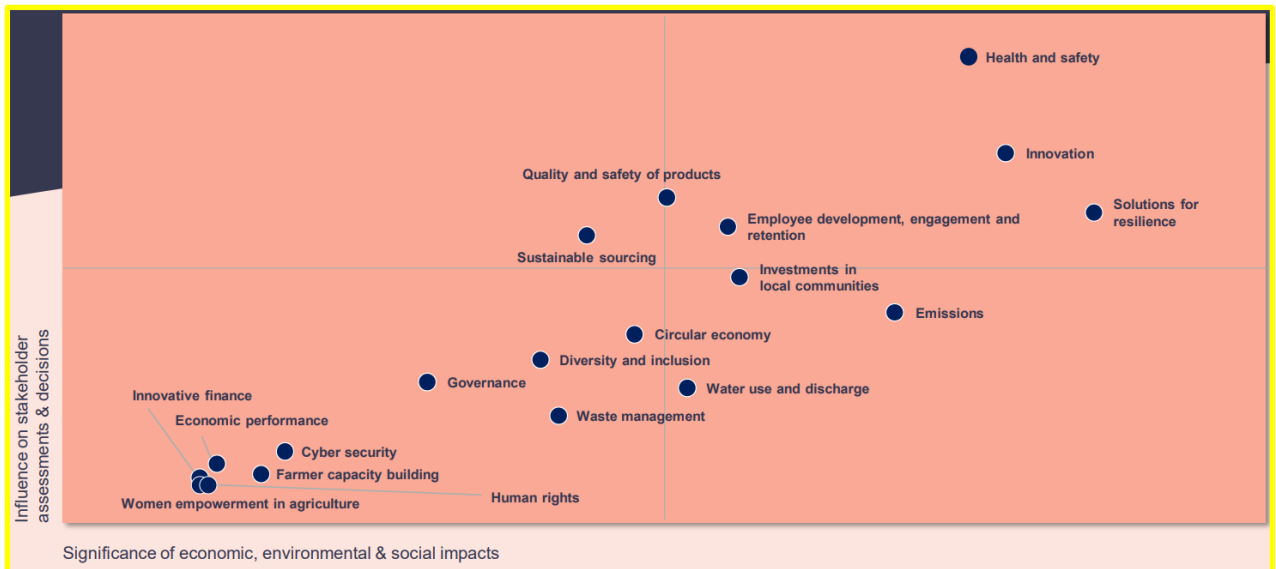 Health and safety
Innovation
Quality and safety of products
Solutions for
resilience
Employee development, engagement and
retention
Sustainable sourcing
Investments in
local communities
Emissions
Circular economy
Diversity and inclusion
Governance
Water use and discharge
Innovative finance
Waste management
Economic performance
Cyber security
Farmer capacity building
Human rights
Women empowerment in agriculture
Influence on stakeholder
assessments & decisions
Significance of economic, environmental & social impacts